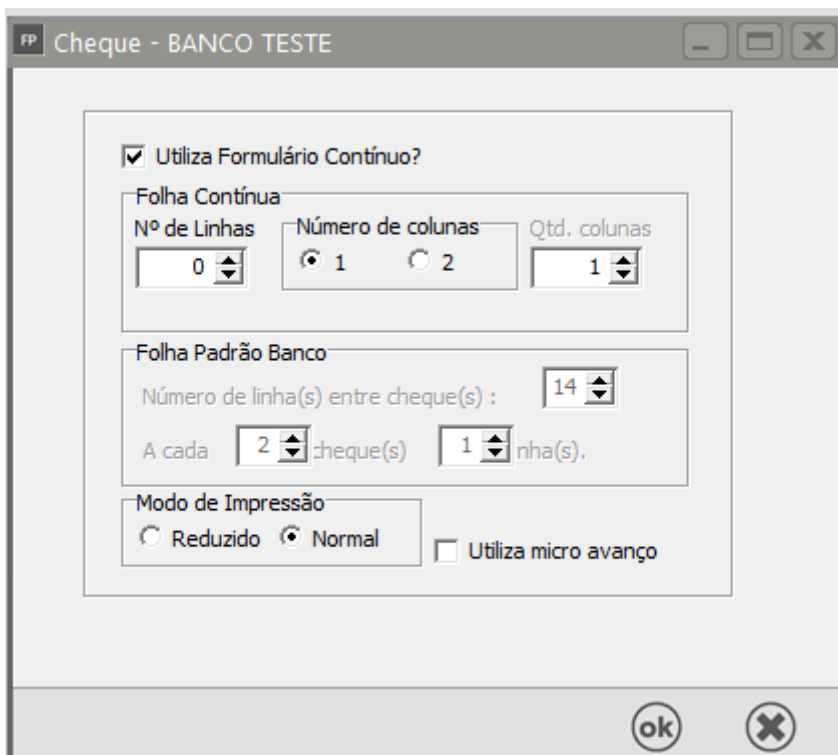 FP Cheque - BANCO TESTE
Utiliza Formulário Contínuo?
Folha Contínua
Nº de Linhas Número de colunas Qtd. colunas
0 1 2 1
Folha Padrão Banco
Número de linha(s) entre cheque(s) : 14
A cada 2 cheque(s) 1 nha(s).
Modo de Impressão
Reduzido Normal Utiliza micro avanço
ok